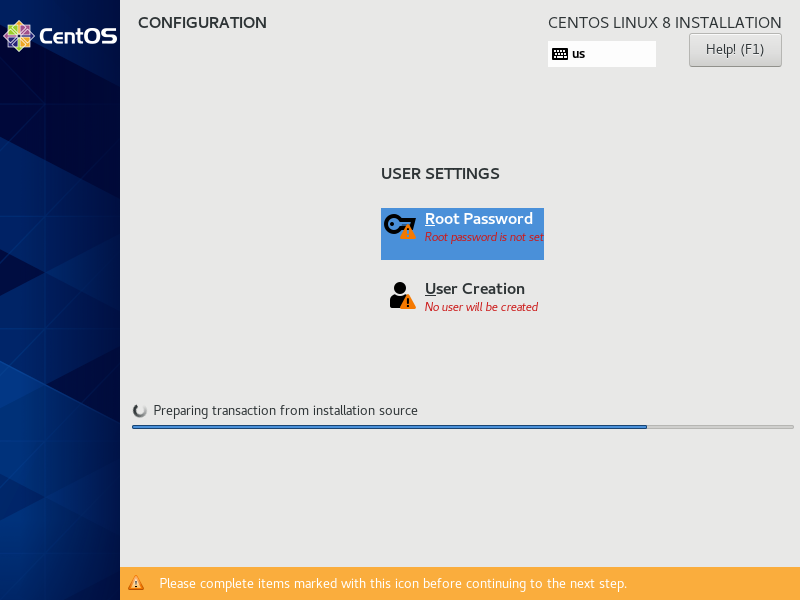 CentOS
CONFIGURATION
CENTOS LINUX 8 INSTALLATION
us
Help! (F1)
USER SETTINGS
Root Password
Root password is not set
User Creation
No user will be created
Preparing transaction from installation source
Please complete items marked with this icon before continuing to the next step.